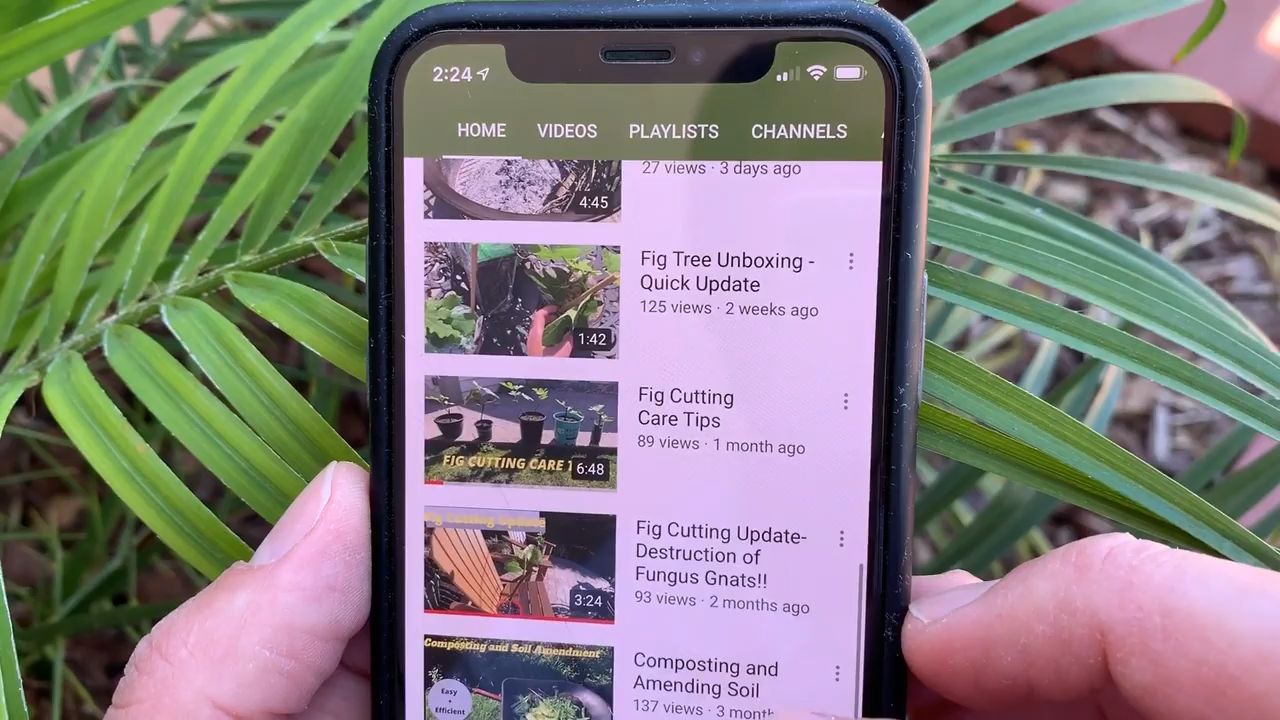 2:24
HOME VIDEOS PLAYLISTS CHANNELS
27 views · 3 days ago
4:45
Fig Tree Unboxing -
Quick Update
125 views · 2 weeks ago
1:42
Fig Cutting
Care Tips
89 views · 1 month ago
FIG CUTTING CARE
6:48
Fig Cutting Update
Fig Cutting Update-
Destruction of
Fungus Gnats!!
93 views · 2 months ago
3:24
Composting and Soil Amendment
Composting and
Amending Soil
137 views · 3 month
Easy
+
Efficient